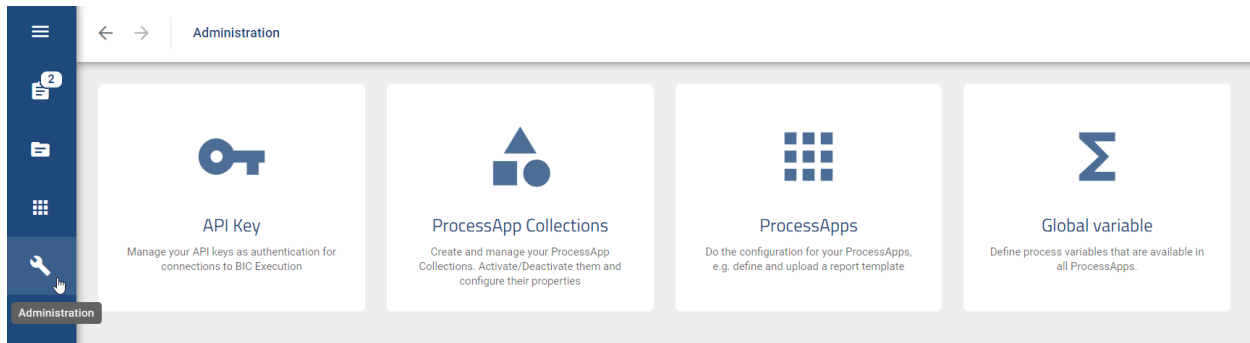 Administration
2
API Key
Manage your API keys as authentication for
connections to BIC Execution
ProcessApp Collections
Create and manage your ProcessApp
Collections. Activate/Deactivate them and
configure their properties
ProcessApps
Do the configuration for your ProcessApps,
e.g. define and upload a report template
Global variable
Define process variables that are available in
all ProcessApps.
Administration